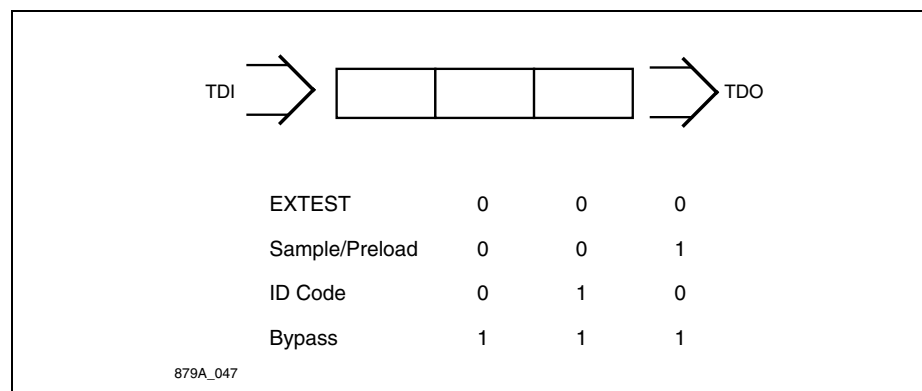 TDI TDO
EXTEST 0 0 0
Sample/Preload 0 0 1
ID Code 0 1 0
Bypass 1 1 1
879A_047